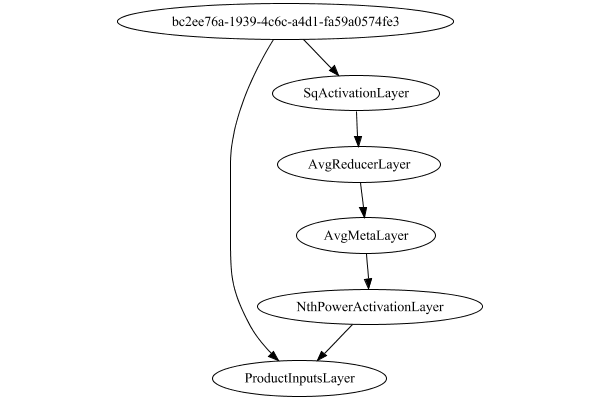 bc2ee76a-1939-4c6c-a4d1-fa59a0574fe3
SqActivationLayer
AvgReducerLayer
AvgMetaLayer
NthPowerActivationLayer
ProductInputsLayer